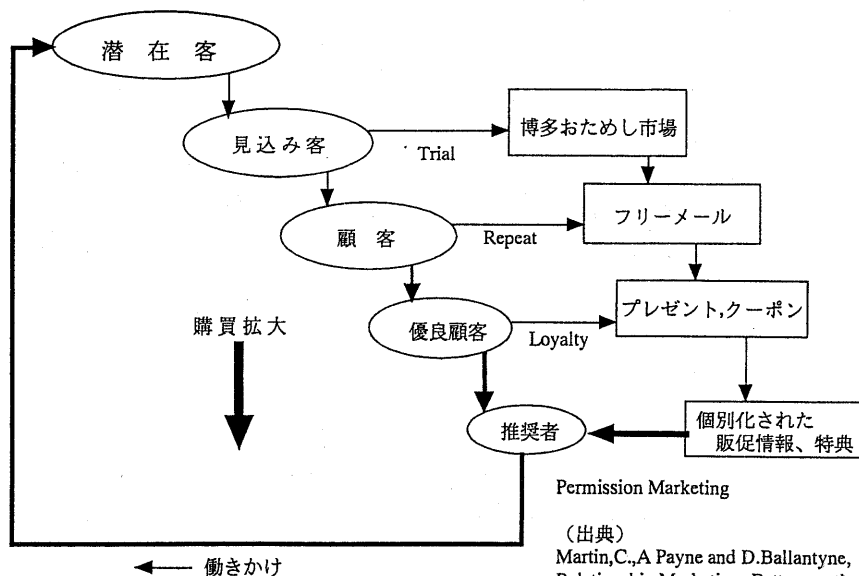 潜在客
見込み客
Trial
博多おためし市場
顧客
Repeat
フリーメール
購買拡大
優良顧客
Loyalty
プレゼント,クーポン
推奨者
個別化された
販促情報、特典
Permission Marketing
(出典)
Martin,C.,A Payne and D.Ballantyne,
働きかけ